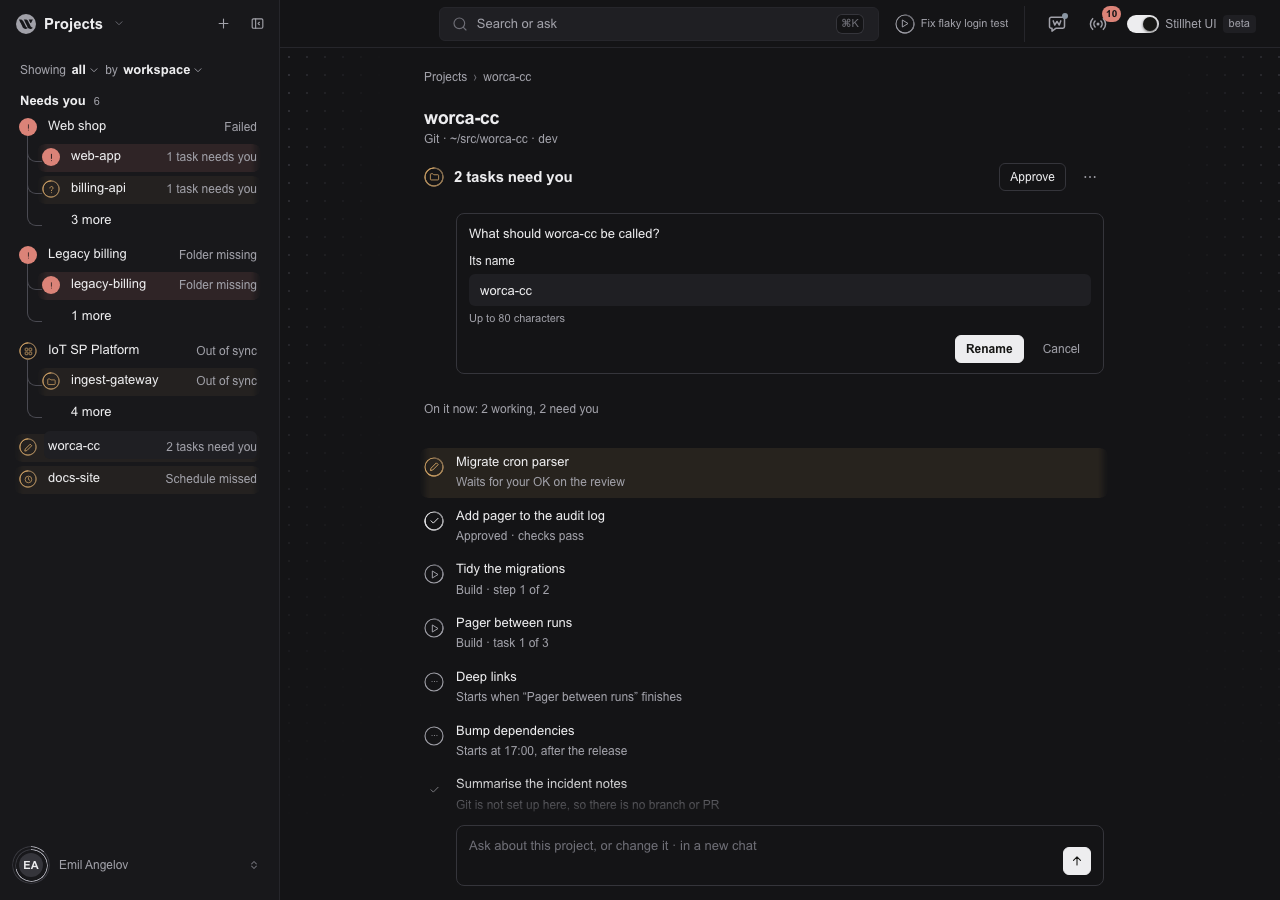 Projects
Search or ask
⌘K
Fix flaky login test
10
Stillhet UI
beta
Showing all by workspace
Needs you 6
Web shop Failed
web-app 1 task needs you
billing-api 1 task needs you
3 more
Legacy billing Folder missing
legacy-billing Folder missing
1 more
IoT SP Platform Out of sync
ingest-gateway Out of sync
4 more
worca-cc 2 tasks need you
docs-site Schedule missed
EA
Emil Angelov
Projects › worca-cc
worca-cc
Git · ~/src/worca-cc · dev
2 tasks need you
Approve
What should worca-cc be called?
Its name
worca-cc
Up to 80 characters
Rename
Cancel
On it now: 2 working, 2 need you
Migrate cron parser
Waits for your OK on the review
Add pager to the audit log
Approved · checks pass
Tidy the migrations
Build · step 1 of 2
Pager between runs
Build · task 1 of 3
Deep links
Starts when “Pager between runs” finishes
Bump dependencies
Starts at 17:00, after the release
Summarise the incident notes
Git is not set up here, so there is no branch or PR
Ask about this project, or change it · in a new chat